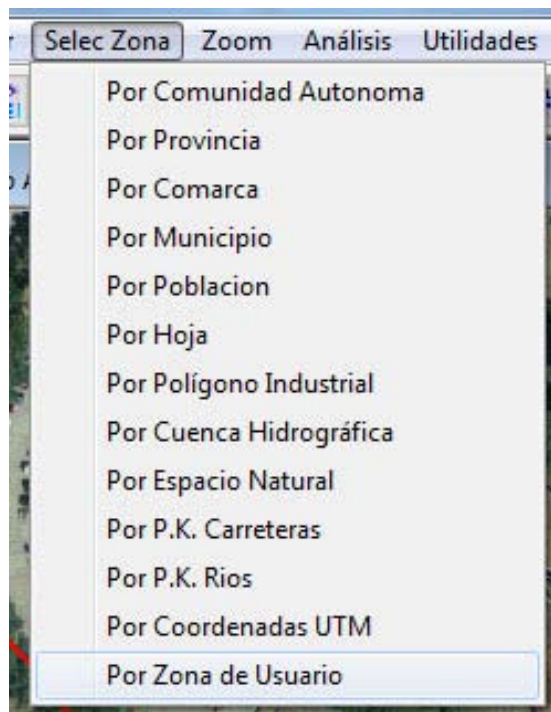 Selec Zona Zoom Análisis Utilidades
Por Comunidad Autonoma
Por Provincia
Por Comarca
Por Municipio
Por Poblacion
Por Hoja
Por Polígono Industrial
Por Cuenca Hidrográfica
Por Espacio Natural
Por P.K. Carreteras
Por P.K. Rios
Por Coordenadas UTM
Por Zona de Usuario